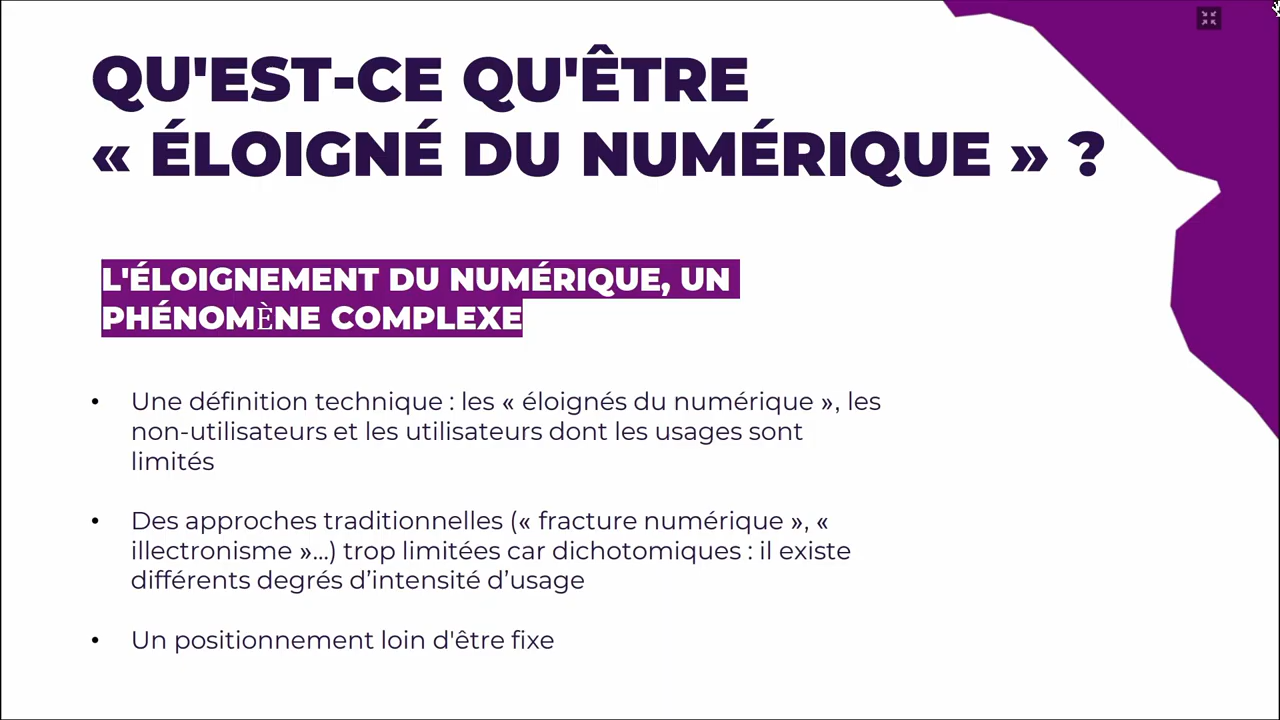 QU'EST-CE QU'ÊTRE
« ÉLOIGNÉ DU NUMÉRIQUE » ?
L'ÉLOIGNEMENT DU NUMÉRIQUE, UN
PHÉNOMÈNE COMPLEXE
• Une définition technique : les « éloignés du numérique », les
non-utilisateurs et les utilisateurs dont les usages sont
limités
• Des approches traditionnelles (« fracture numérique », «
illectronisme »...) trop limitées car dichotomiques : il existe
différents degrés d’intensité d’usage
• Un positionnement loin d'être fixe